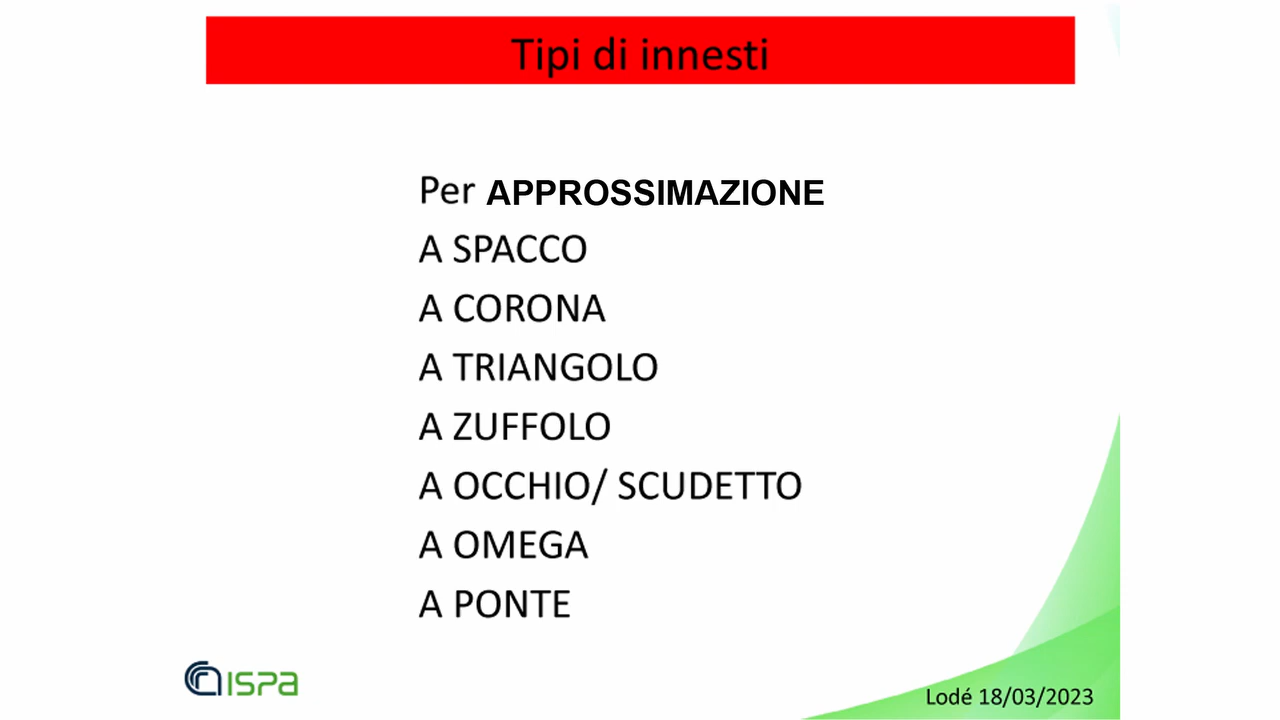 Tipi di innesti
Per APPROSSIMAZIONE
A SPACCO
A CORONA
A TRIANGOLO
A ZUFFOLO
A OCCHIO/ SCUDETTO
A OMEGA
A PONTE
ISPA
Lodé 18/03/2023